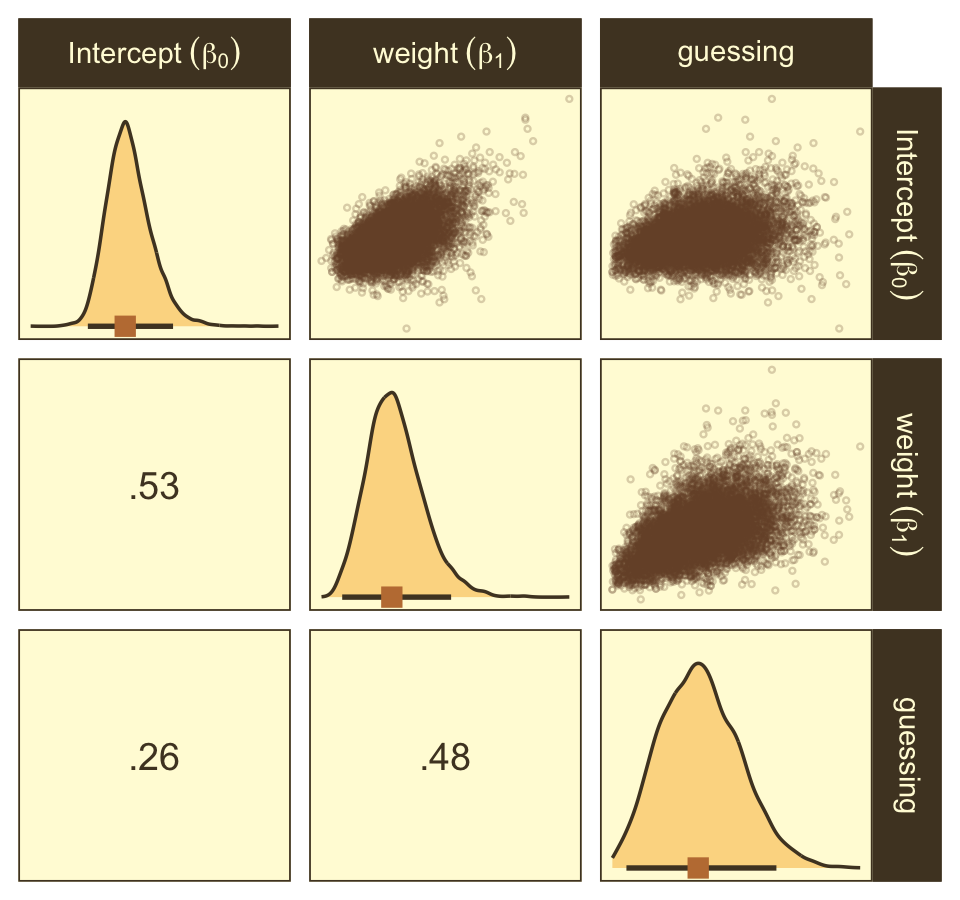 Intercept (β₀)
weight (β₁)
guessing
Intercept (β₀)
.53
weight (β₁)
.26
.48
guessing